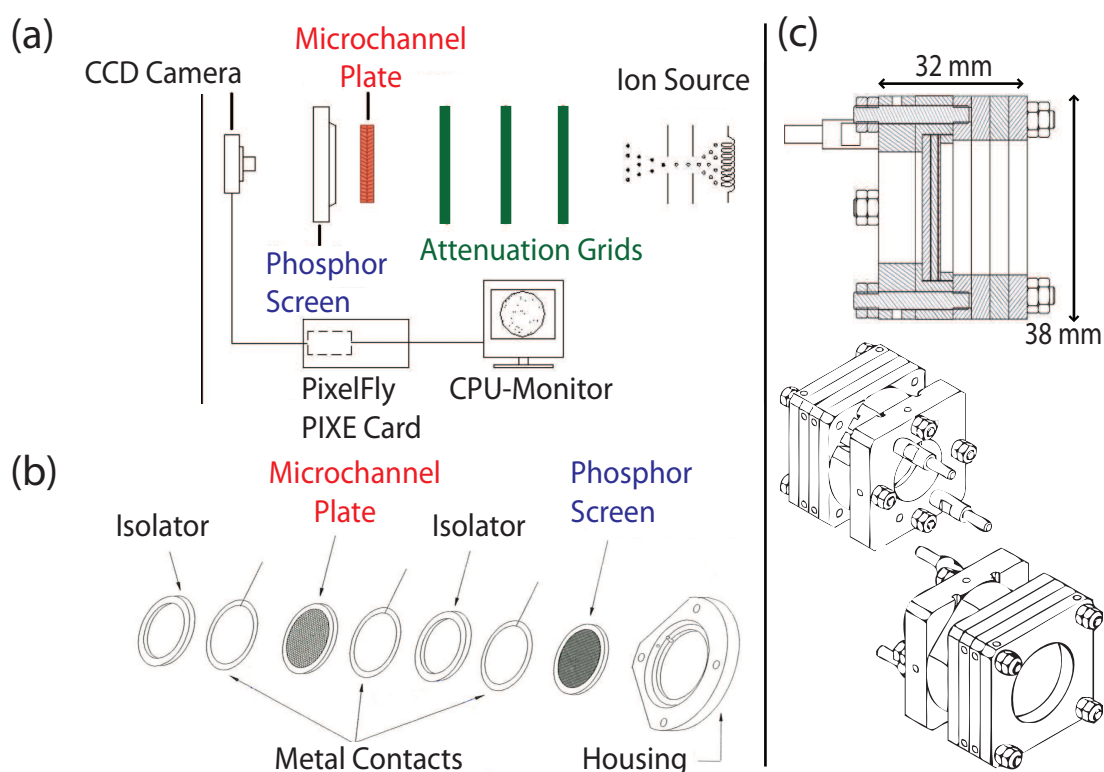 (a)
Microchannel
Plate
CCD Camera
Ion Source
Phosphor
Screen
Attenuation Grids
PixelFly
PIXE Card
CPU-Monitor
(b)
Microchannel
Plate
Phosphor
Screen
Isolator
Isolator
Metal Contacts
Housing
(c)
32 mm
38 mm